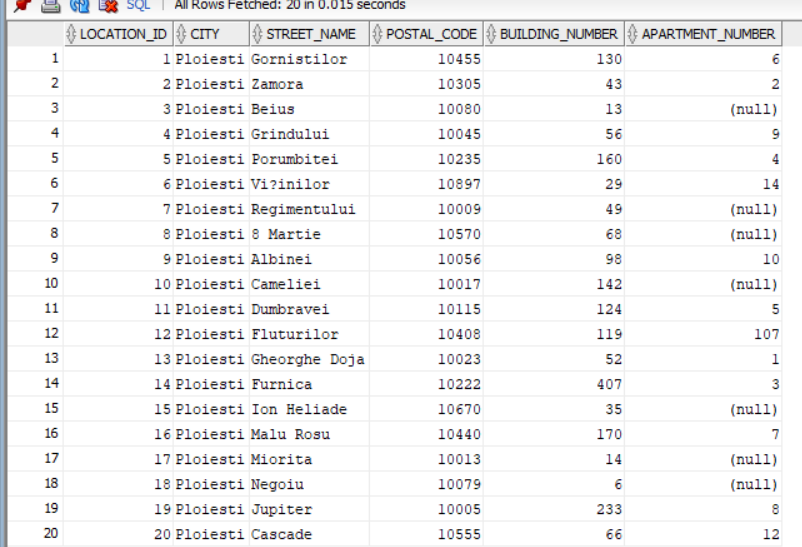 SQL | All Rows Fetched: 20 in 0.015 seconds
LOCATION_ID CITY STREET_NAME POSTAL_CODE BUILDING_NUMBER APARTMENT_NUMBER
1 1 Ploiesti Gornistilor 10455 130 6
2 2 Ploiesti Zamora 10305 43 2
3 3 Ploiesti Beius 10080 13 (null)
4 4 Ploiesti Grindului 10045 56 9
5 5 Ploiesti Porumbitei 10235 160 4
6 6 Ploiesti Vi?inilor 10897 29 14
7 7 Ploiesti Regimentului 10009 49 (null)
8 8 Ploiesti 8 Martie 10570 68 (null)
9 9 Ploiesti Albinei 10056 98 10
10 10 Ploiesti Cameliei 10017 142 (null)
11 11 Ploiesti Dumbravei 10115 124 5
12 12 Ploiesti Fluturilor 10408 119 107
13 13 Ploiesti Gheorghe Doja 10023 52 1
14 14 Ploiesti Furnica 10222 407 3
15 15 Ploiesti Ion Heliade 10670 35 (null)
16 16 Ploiesti Malu Rosu 10440 170 7
17 17 Ploiesti Miorita 10013 14 (null)
18 18 Ploiesti Negoiu 10079 6 (null)
19 19 Ploiesti Jupiter 10005 233 8
20 20 Ploiesti Cascade 10555 66 12